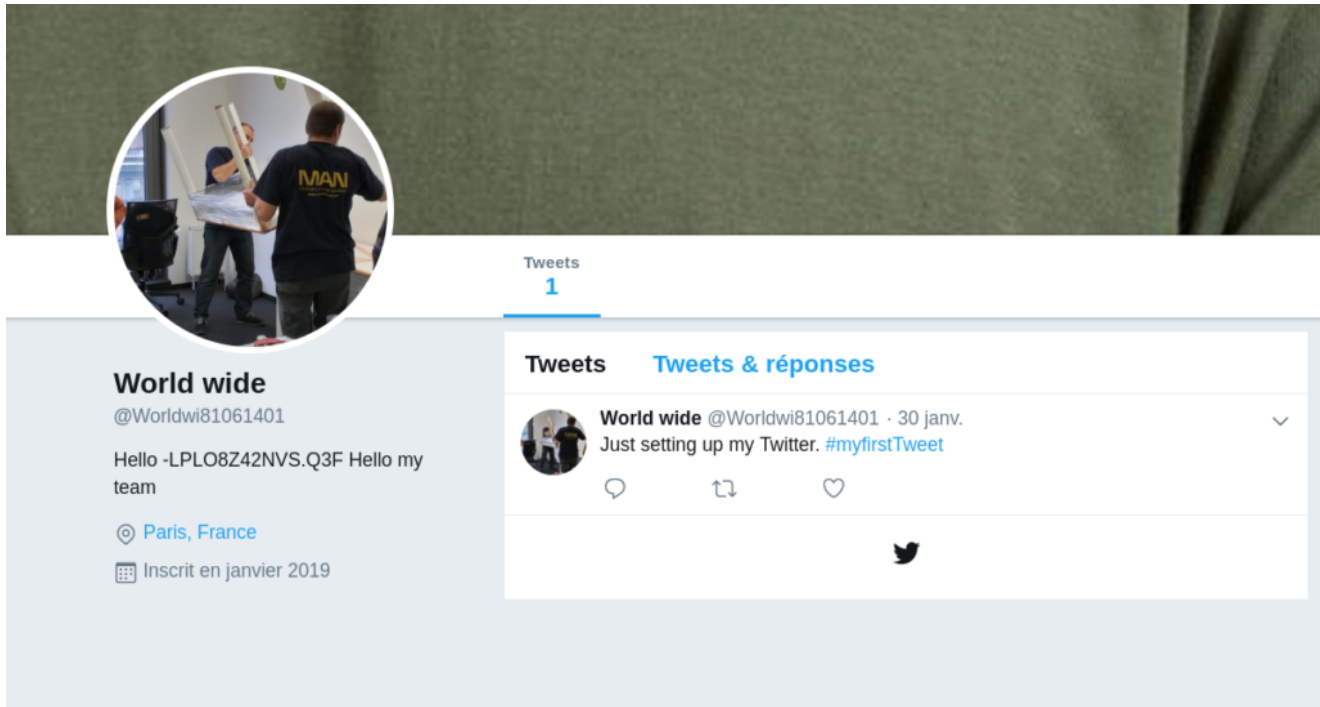 MAN
Tweets
1
World wide
@Worldwi81061401
Hello -LPLO8Z42NVS.Q3F Hello my
team
Paris, France
Inscrit en janvier 2019
Tweets Tweets & réponses
World wide @Worldwi81061401 · 30 janv.
Just setting up my Twitter. #myfirstTweet